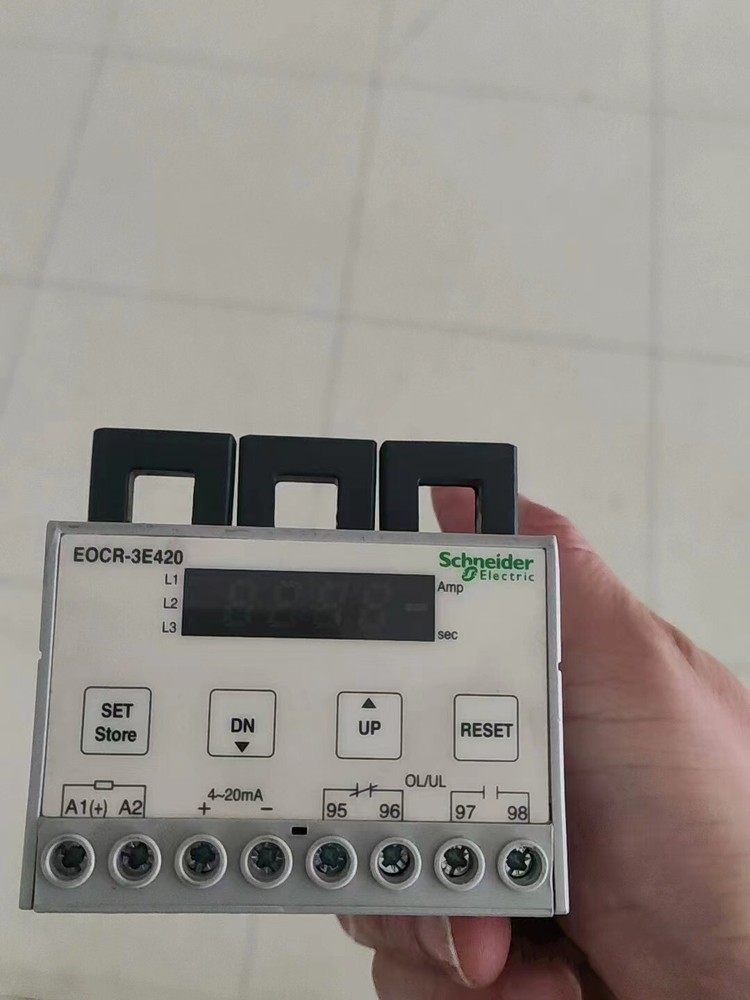 EOCR-3E420
Schneider
Electric
L1
L2
L3
Amp
sec
SET
Store
DN
UP
RESET
A1(+) A2
4~20mA
+ −
OL/UL
95 96
97 98